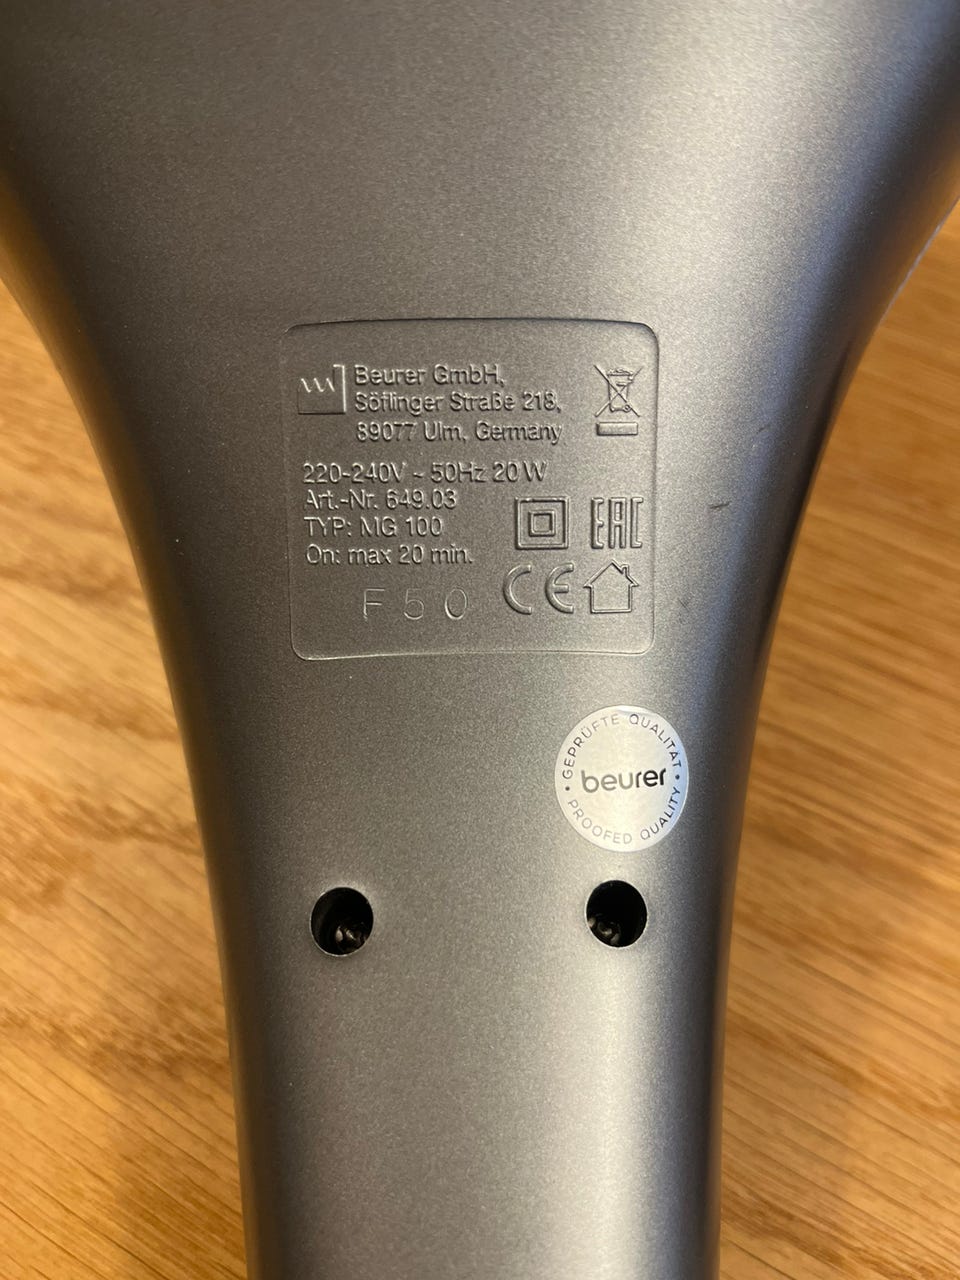 Beurer GmbH,
Söflinger Straße 218,
89077 Ulm, Germany
220-240V ~ 50Hz 20W
Art.-Nr. 649.03
TYP: MG 100
On: max 20 min.
EAC
CE
F50
GEPRÜFTE QUALITÄT
beurer
PROOFED QUALITY